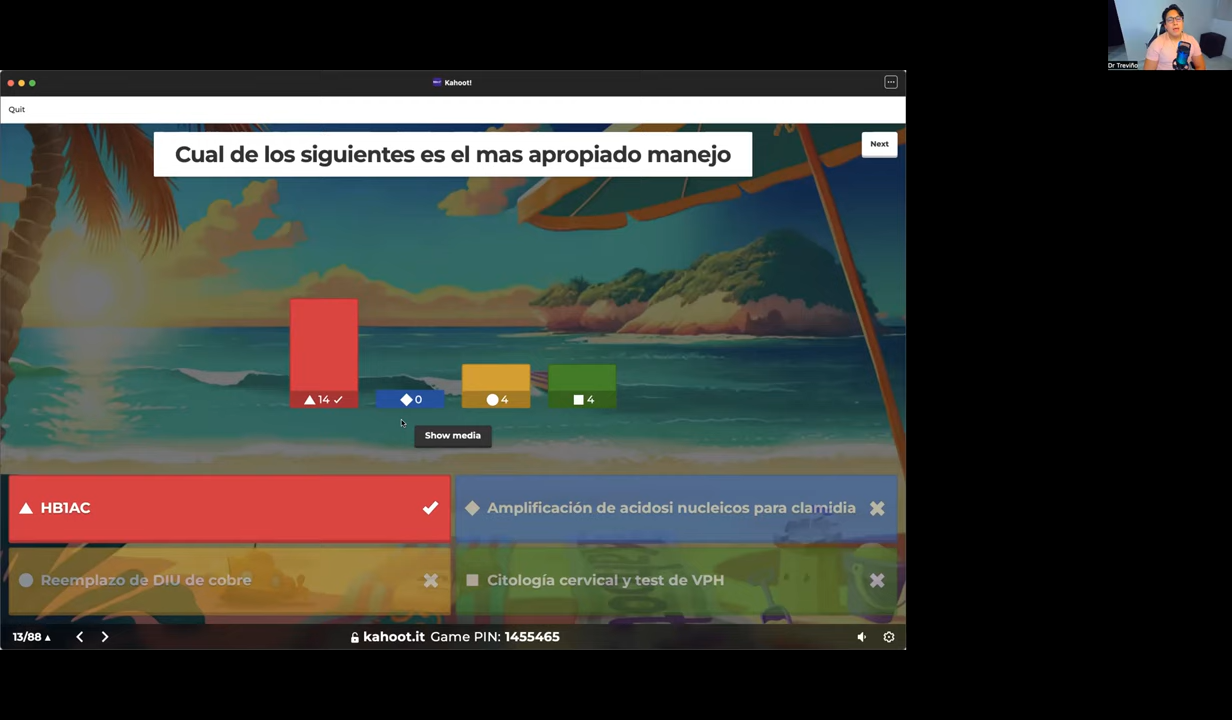 Dr Treviño
Kahoot!
Quit
Cual de los siguientes es el mas apropiado manejo
Next
14
0
4
4
Show media
HB1AC
Amplificación de acidosi nucleicos para clamidia
Reemplazo de DIU de cobre
Citología cervical y test de VPH
13/88
kahoot.it Game PIN: 1455465